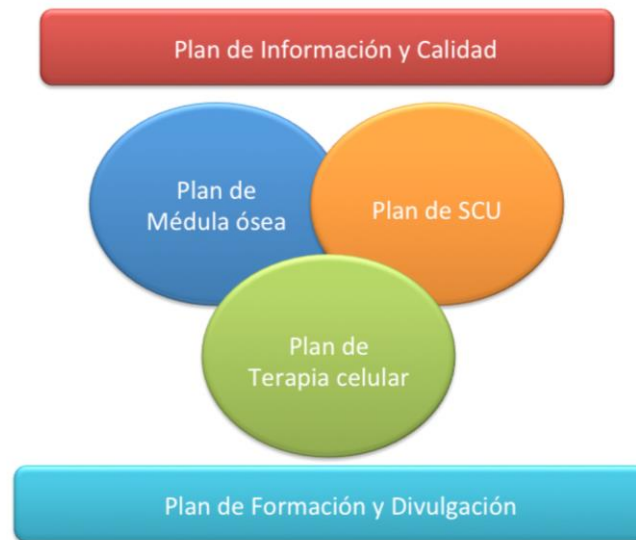 Plan de Información y Calidad
Plan de
Médula ósea
Plan de SCU
Plan de
Terapia celular
Plan de Formación y Divulgación